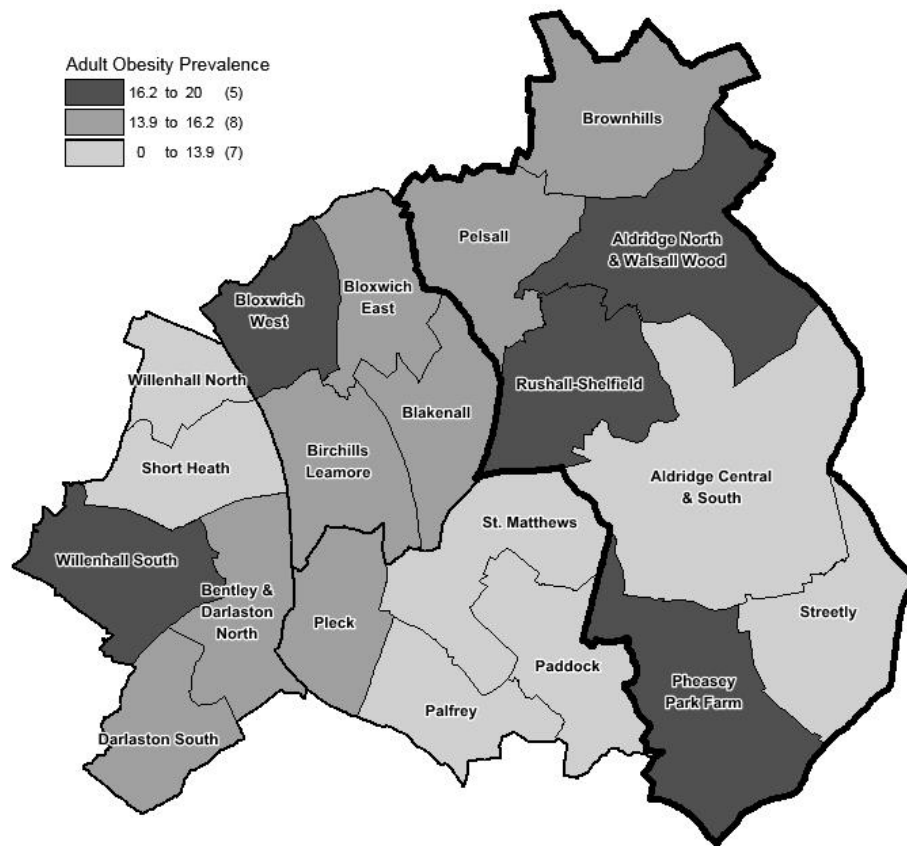 Adult Obesity Prevalence
16.2 to 20 (5)
13.9 to 16.2 (8)
0 to 13.9 (7)
Brownhills
Pelsall
Aldridge North
& Walsall Wood
Bloxwich
West
Bloxwich
East
Willenhall North
Rushall-Shelfield
Blakenall
Short Heath
Birchills
Leamore
Aldridge Central
& South
St. Matthews
Willenhall South
Bentley &
Darlaston
North
Pleck
Streetly
Paddock
Pheasey
Park Farm
Palfrey
Darlaston South